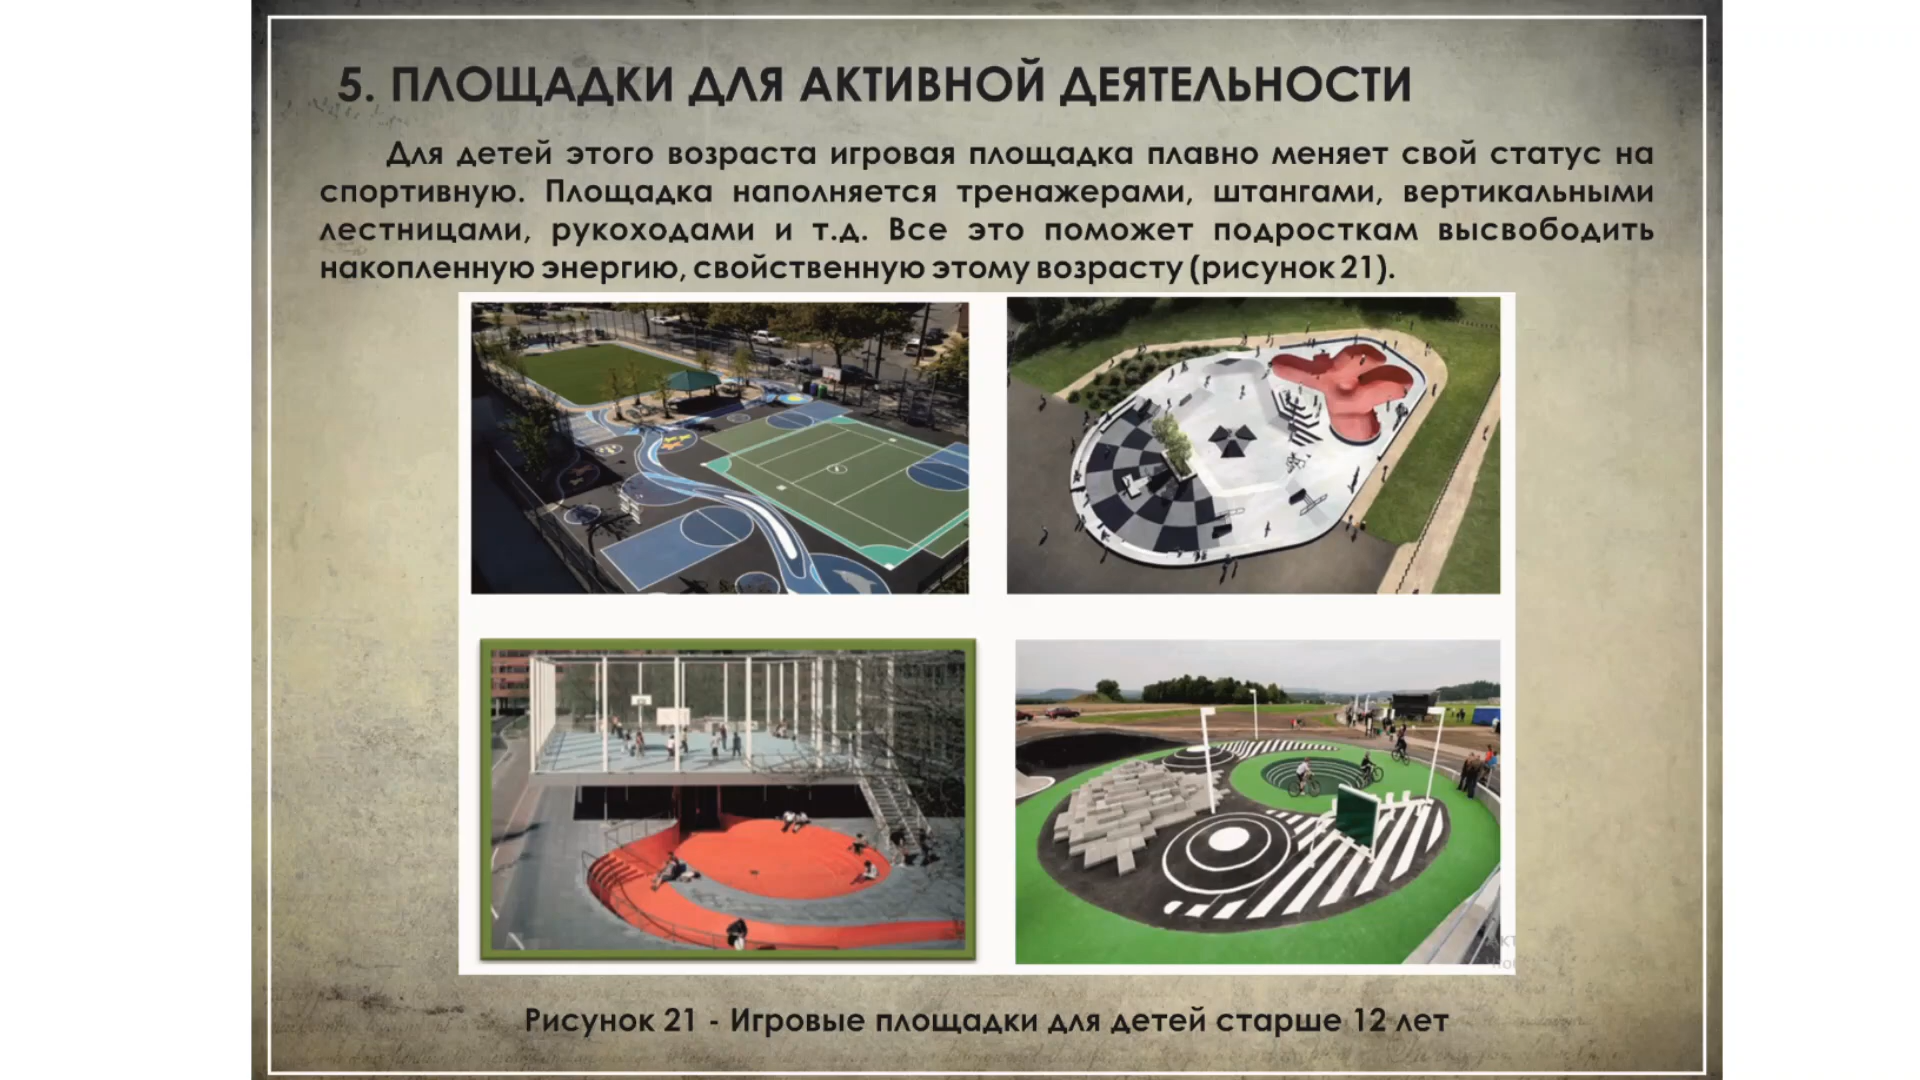 5. ПЛОЩАДКИ ДЛЯ АКТИВНОЙ ДЕЯТЕЛЬНОСТИ
Для детей этого возраста игровая площадка плавно меняет свой статус на
спортивную. Площадка наполняется тренажерами, штангами, вертикальными
лестницами, рукоходами и т.д. Все это поможет подросткам высвободить
накопленную энергию, свойственную этому возрасту (рисунок 21).
Рисунок 21 - Игровые площадки для детей старше 12 лет